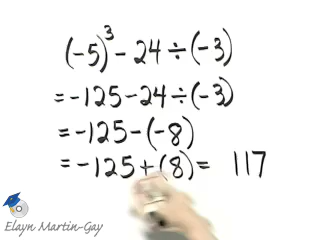 (-5)³ - 24 ÷ (-3)
= -125 - 24 ÷ (-3)
= -125 - (-8)
= -125 + (8) = 117
Elayn Martin-Gay